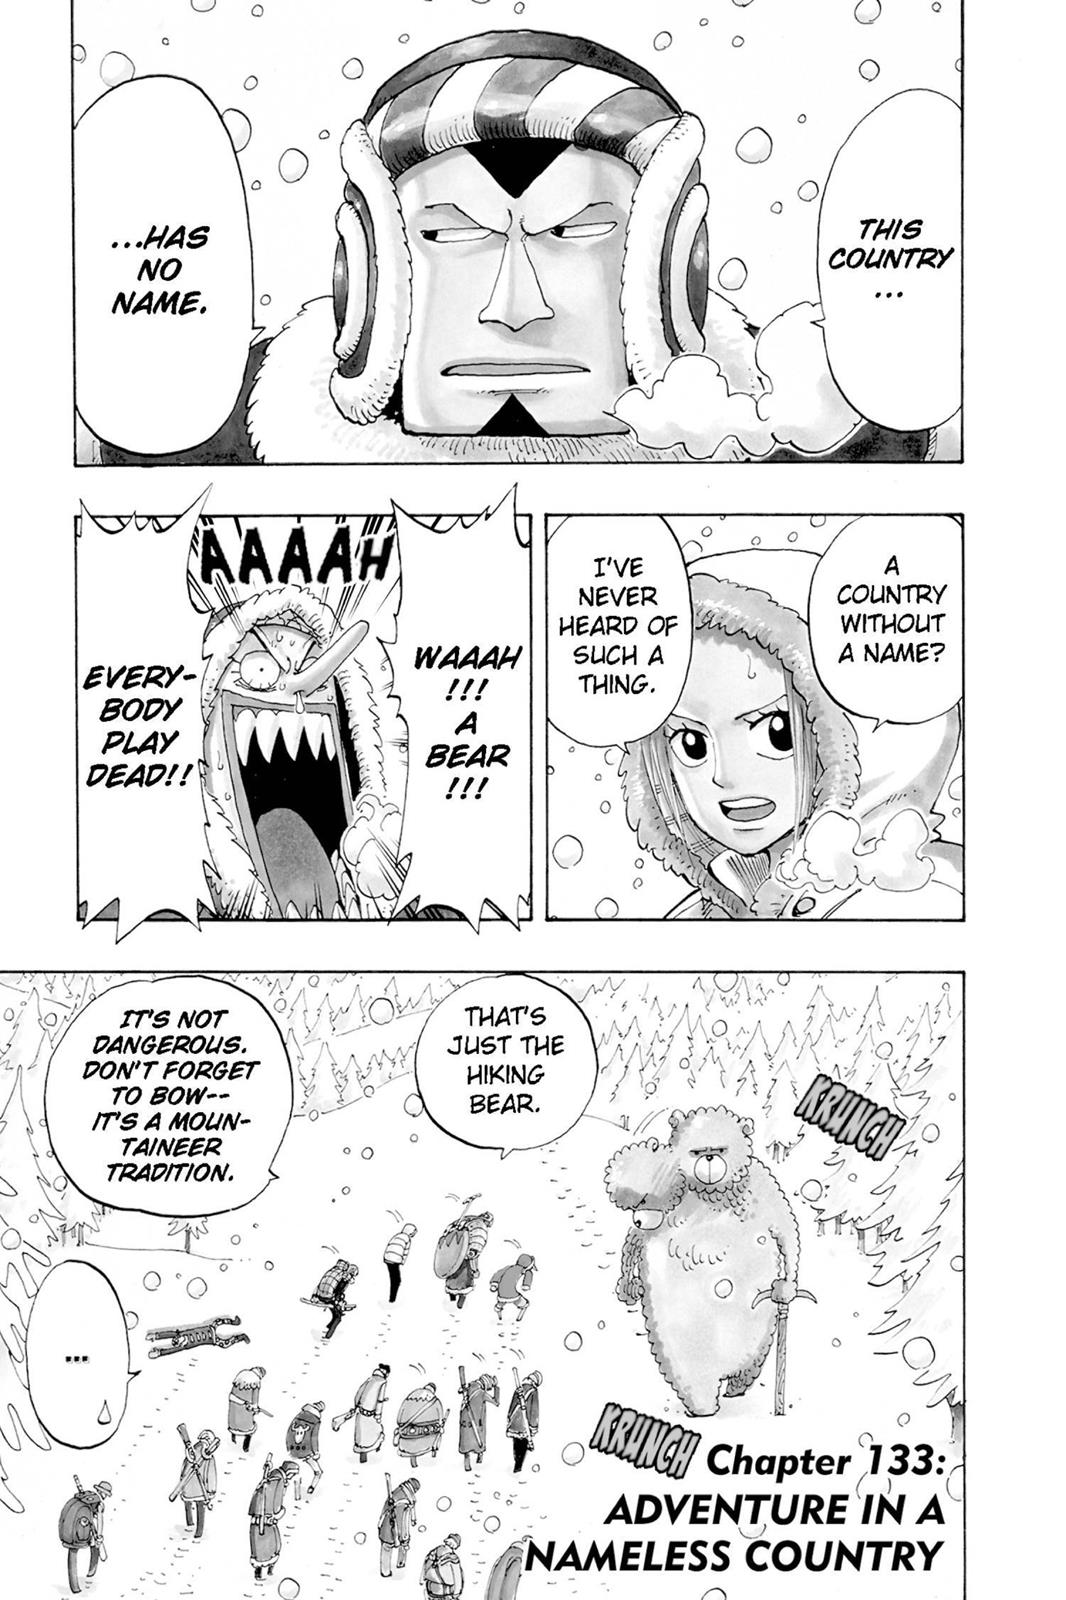 THIS
COUNTRY
...
...HAS
NO
NAME.
A
COUNTRY
WITHOUT
A NAME?
I'VE
NEVER
HEARD OF
SUCH A
THING.
AAAAAH
WAAAH
!!!
A
BEAR
!!!
EVERY-
BODY
PLAY
DEAD!!
THAT'S
JUST THE
HIKING
BEAR.
IT'S NOT
DANGEROUS.
DON'T FORGET
TO BOW--
IT'S A MOUN-
TAINEER
TRADITION.
KRUNCH
...
KRUNCH
Chapter 133:
ADVENTURE IN A
NAMELESS COUNTRY